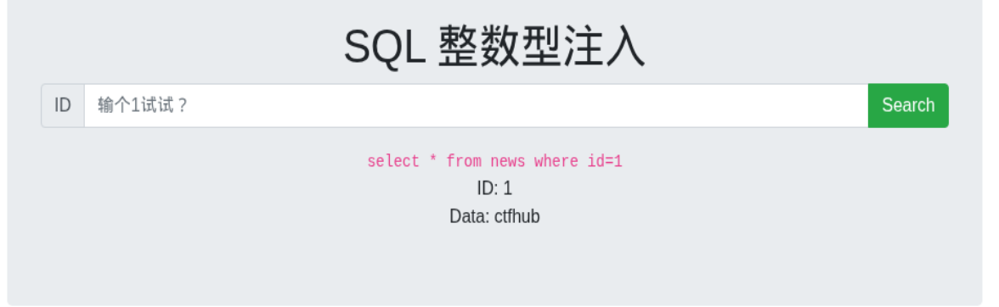 SQL 整数型注入
ID 输个1试试？ Search
select * from news where id=1
ID: 1
Data: ctfhub